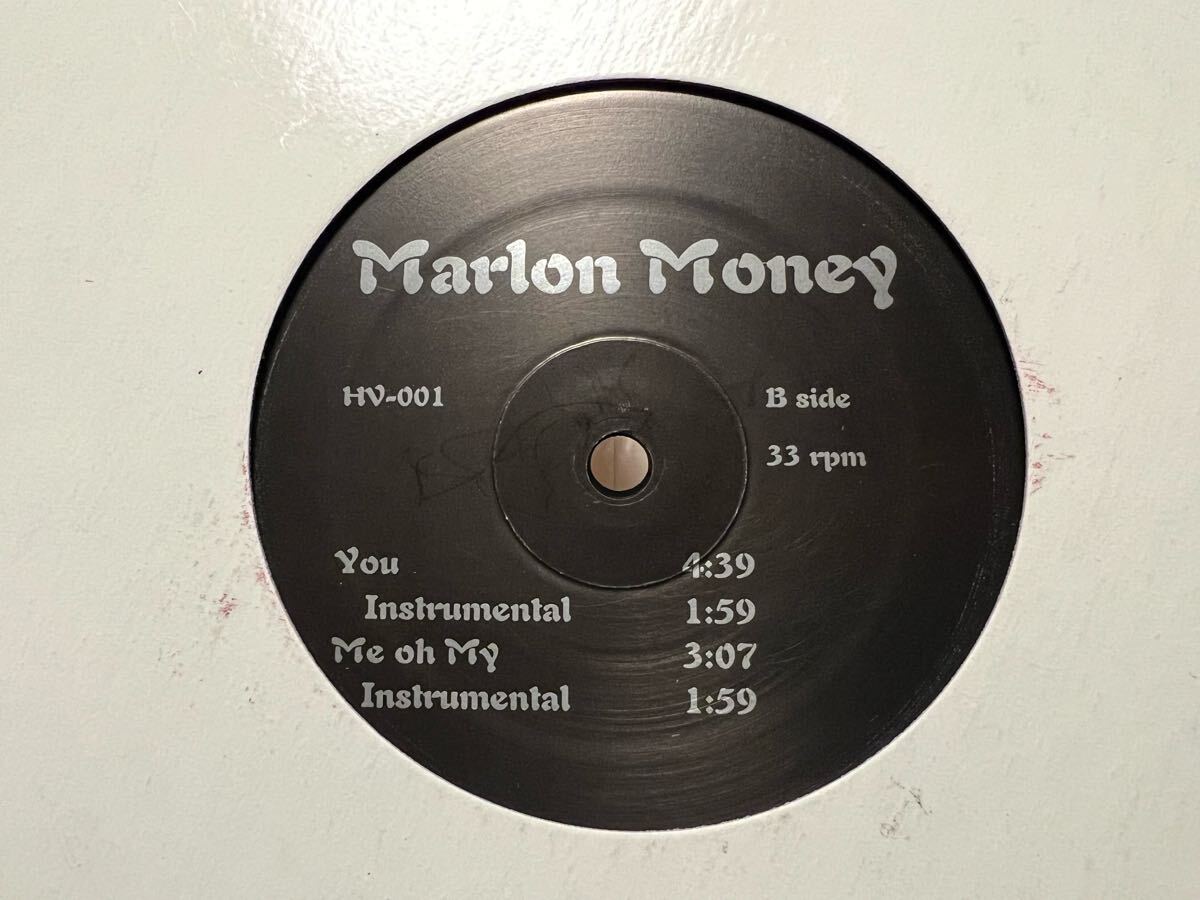 Marlon Money
HV-001
B side
33 rpm
You 4:39
Instrumental 1:59
Me oh My 3:07
Instrumental 1:59